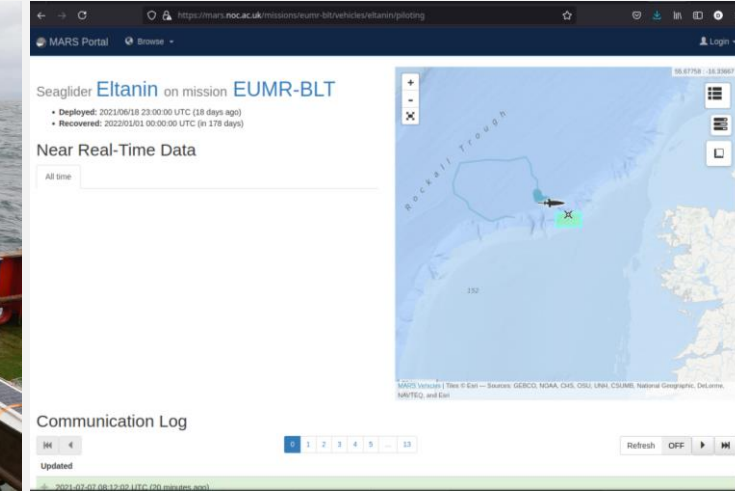 https://mars.noc.ac.uk/missions/eumr-blt/vehicles/eltanin/piloting
MARS Portal Browse Login
Seaglider Eltanin on mission EUMR-BLT
• Deployed: 2021/06/18 23:00:00 UTC (18 days ago)
• Recovered: 2022/01/01 00:00:00 UTC (in 178 days)
Near Real-Time Data
All time
+
-
Rockall Trough
152
MARS Version | Tiles © Esri — Sources: GEBCO, NOAA, CHS, OSU, UNH, CSUMB, National Geographic, DeLorme,
NAVTEQ, and Esri
Communication Log
0 1 2 3 4 5 ... 13
Refresh OFF
Updated
2021-07-07 08:12:02 UTC (20 minutes ago)